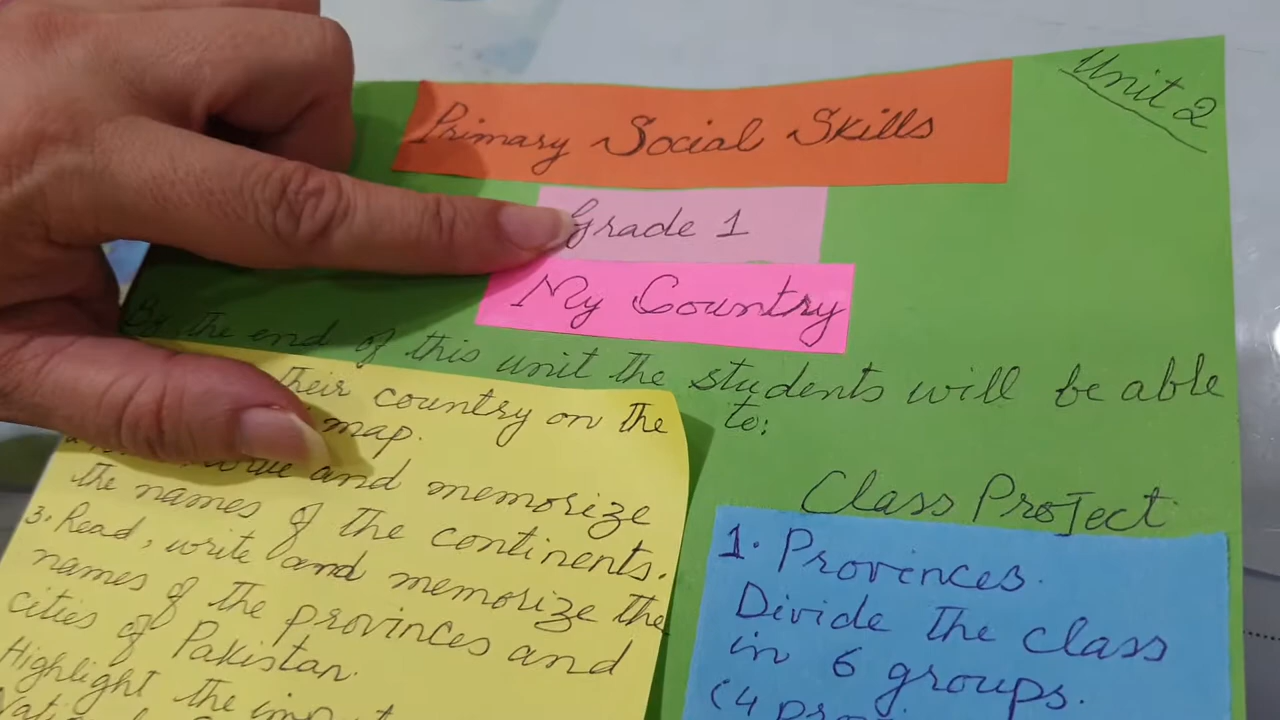 Unit 2
Primary Social Skills
Grade 1
My Country
By the end of this unit the students will be able
to:
their country on the
map.
write and memorize
the names of the continents.
3. Read, write and memorize the
names of the provinces and
cities of Pakistan.
Highlight the
Class Project
1. Provinces.
Divide the class
in 6 groups.
(4